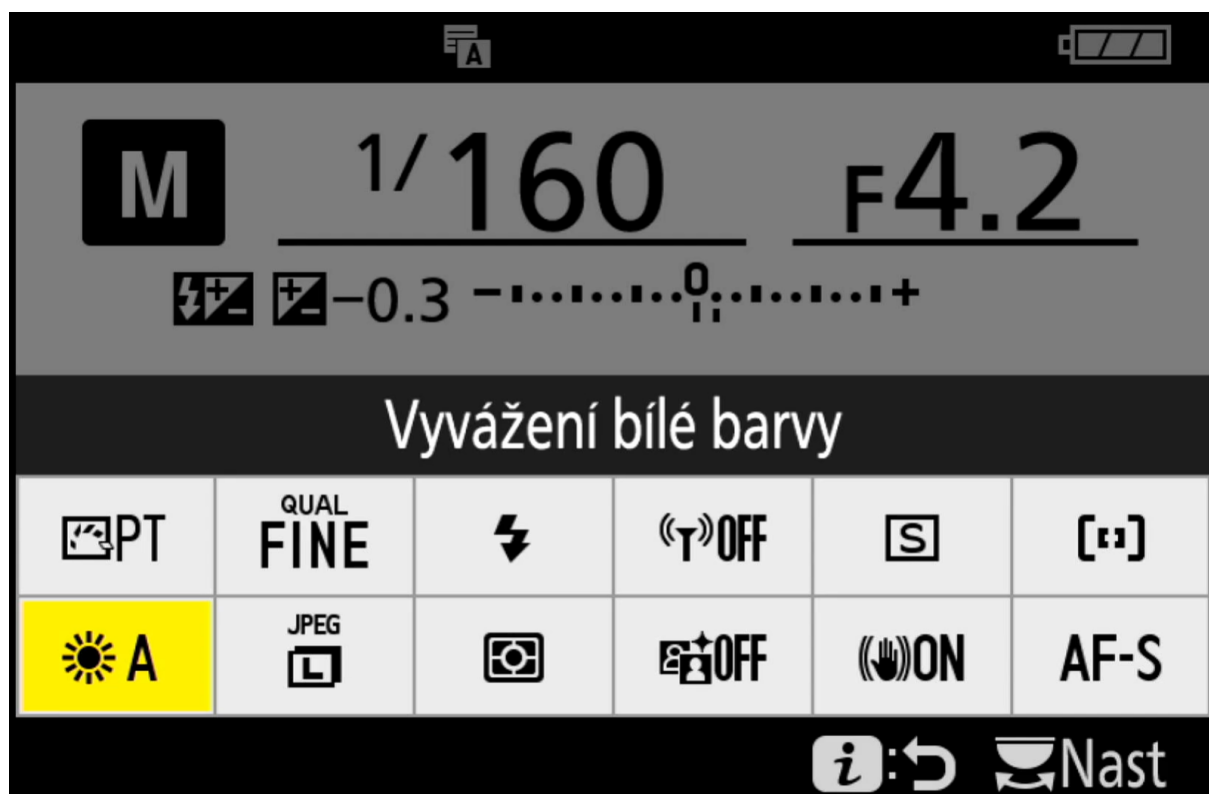 A
M 1/160 F4.2
−0.3 − 0 +
Vyvážení bílé barvy
PT QUAL FINE OFF S
A JPEG L OFF ON AF-S
i: Nast